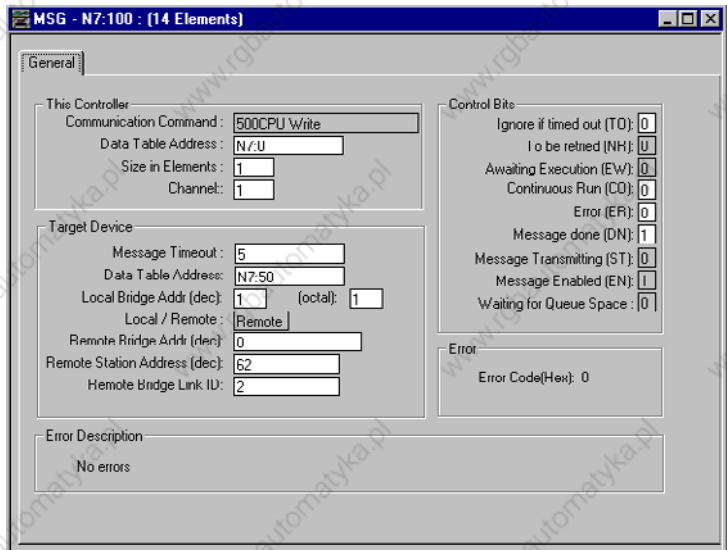 MSG - N7:100 : (14 Elements)
General
This Controller
Communication Command : 500CPU Write
Data Table Address : N7:0
Size in Elements : 1
Channel: 1
Target Device
Message Timeout : 5
Data Table Address: N7:50
Local Bridge Addr (dec): 1 (octal): 1
Local / Remote : Remote
Remote Bridge Addr (dec): 0
Remote Station Address (dec): 62
Remote Bridge Link ID: 2
Control Bits
Ignore if timed out (TO): 0
To be retried (NR): 0
Awaiting Execution (EW): 0
Continuous Run (CO): 0
Error (ER): 0
Message done (DN): 1
Message Transmitting (ST): 0
Message Enabled (EN): 1
Waiting for Queue Space : 0
Error
Error Code(Hex): 0
Error Description
No errors
www.rgbautomatyka.pl